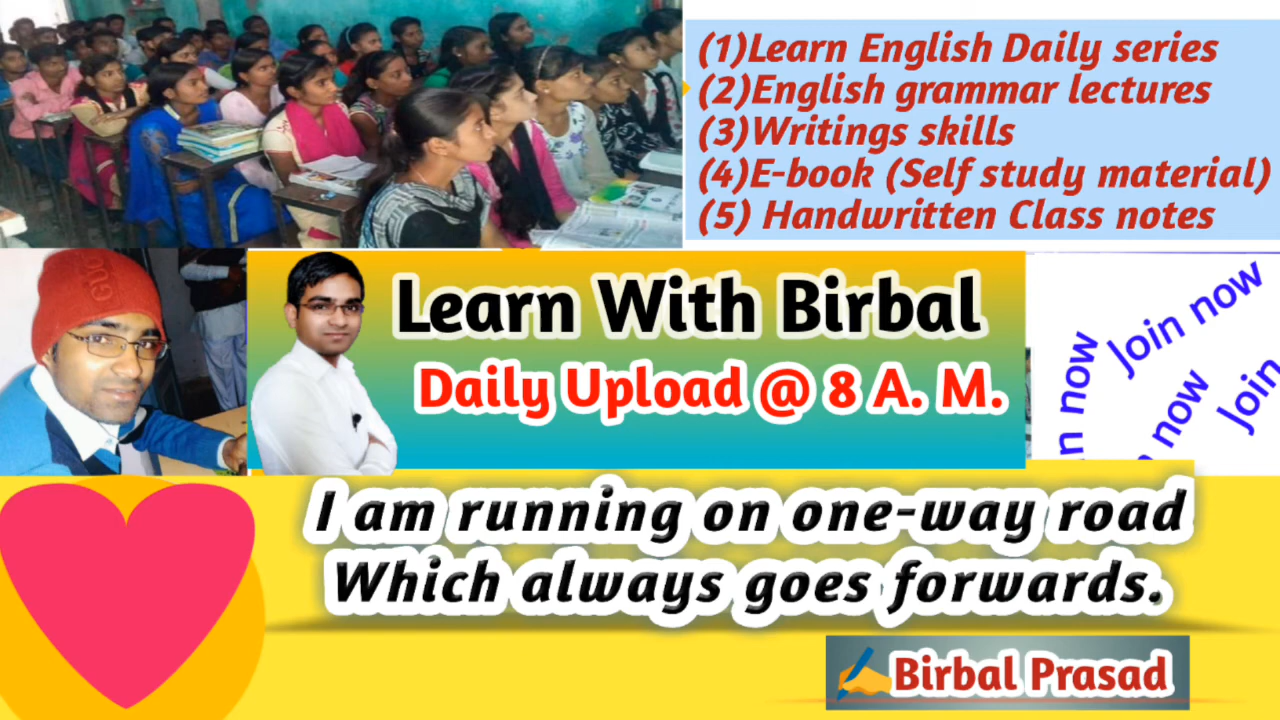 (1)Learn English Daily series
(2)English grammar lectures
(3)Writings skills
(4)E-book (Self study material)
(5) Handwritten Class notes
Learn With Birbal
Daily Upload @ 8 A. M.
Join now
now
now
Join
I am running on one-way road
Which always goes forwards.
Birbal Prasad